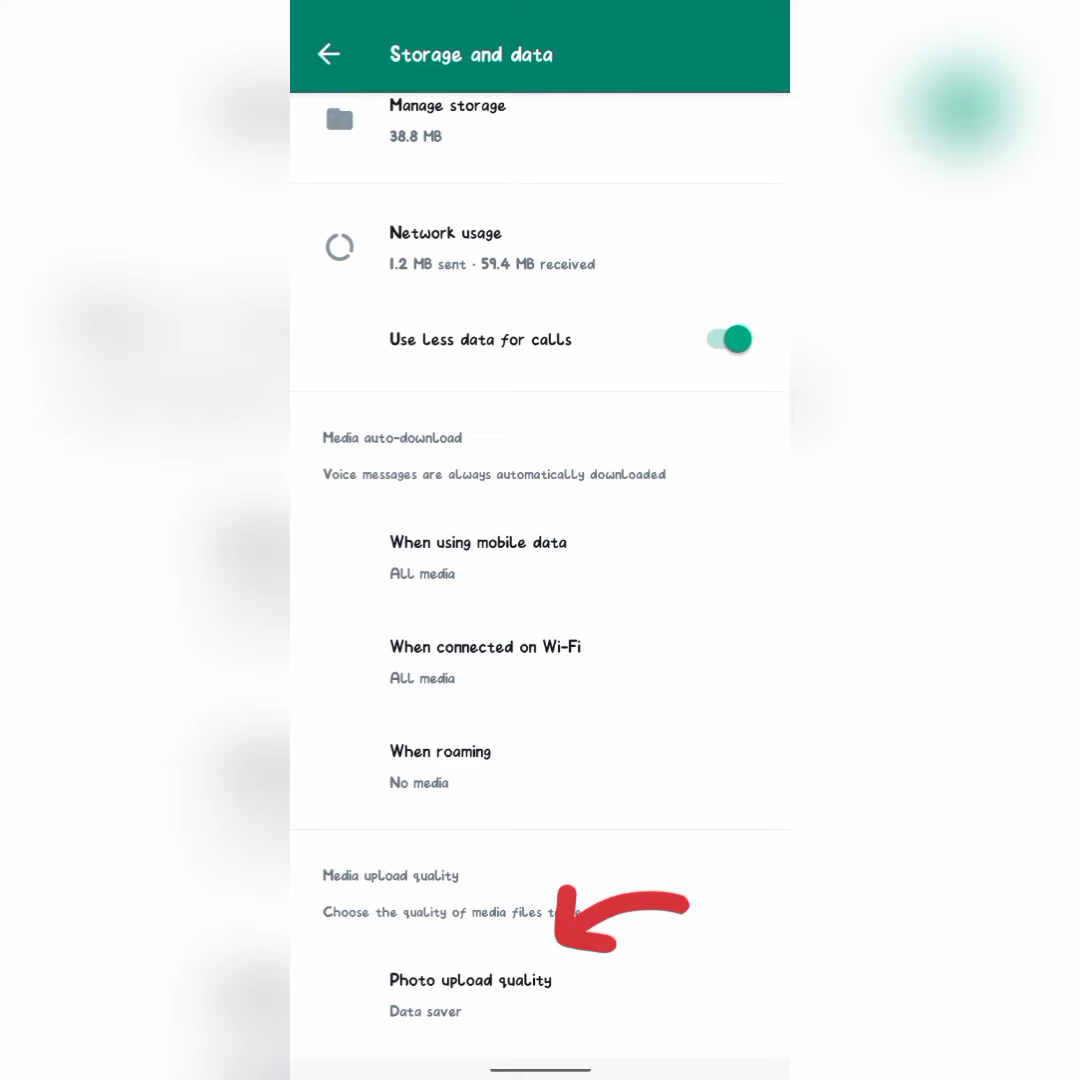 Storage and data
Manage storage
38.8 MB
Network usage
1.2 MB sent · 59.4 MB received
Use less data for calls
Media auto-download
Voice messages are always automatically downloaded
When using mobile data
All media
When connected on Wi-Fi
All media
When roaming
No media
Media upload quality
Choose the quality of media files
Photo upload quality
Data saver